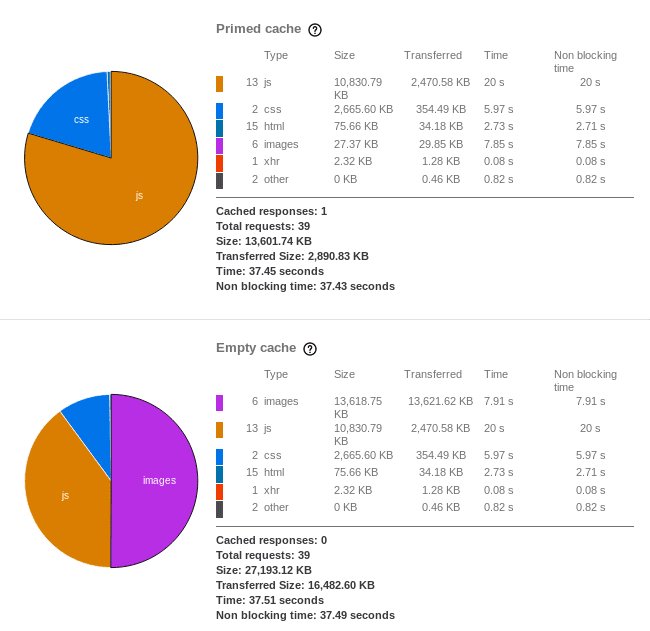 Primed cache
Type Size Transferred Time Non blocking
time
13 js 10,830.79 2,470.58 KB 20 s 20 s
KB
2 css 2,665.60 KB 354.49 KB 5.97 s 5.97 s
15 html 75.66 KB 34.18 KB 2.73 s 2.71 s
6 images 27.37 KB 29.85 KB 7.85 s 7.85 s
1 xhr 2.32 KB 1.28 KB 0.08 s 0.08 s
2 other 0 KB 0.46 KB 0.82 s 0.82 s
css
js
Cached responses: 1
Total requests: 39
Size: 13,601.74 KB
Transferred Size: 2,890.83 KB
Time: 37.45 seconds
Non blocking time: 37.43 seconds
Empty cache
Type Size Transferred Time Non blocking
time
6 images 13,618.75 13,621.62 KB 7.91 s 7.91 s
KB
13 js 10,830.79 2,470.58 KB 20 s 20 s
KB
2 css 2,665.60 KB 354.49 KB 5.97 s 5.97 s
15 html 75.66 KB 34.18 KB 2.73 s 2.71 s
1 xhr 2.32 KB 1.28 KB 0.08 s 0.08 s
2 other 0 KB 0.46 KB 0.82 s 0.82 s
images
js
Cached responses: 0
Total requests: 39
Size: 27,193.12 KB
Transferred Size: 16,482.60 KB
Time: 37.51 seconds
Non blocking time: 37.49 seconds